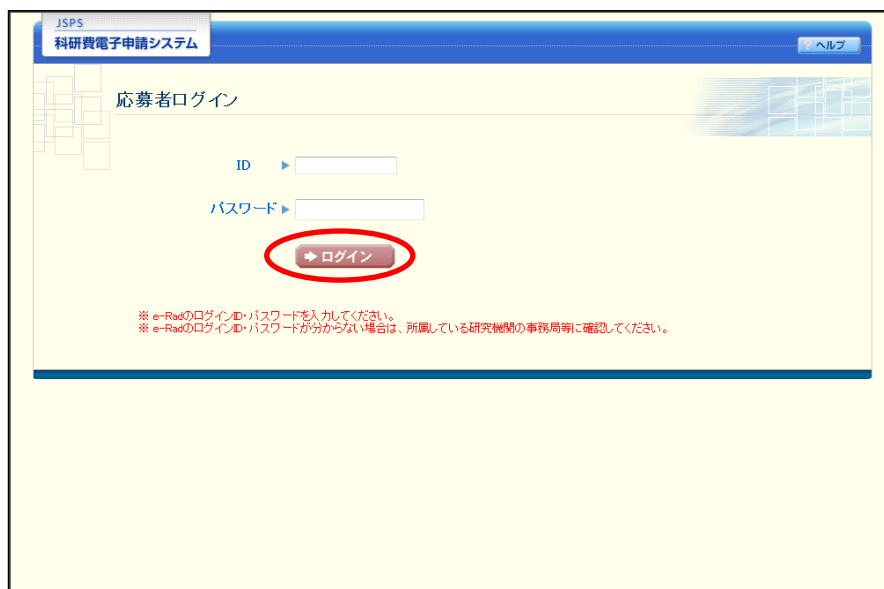 JSPS
科研費電子申請システム
? ヘルプ
応募者ログイン
ID
パスワード
ログイン
※ e-RadのログインID・パスワードを入力してください。
※ e-RadのログインID・パスワードが分からない場合は、所属している研究機関の事務局等に確認してください。